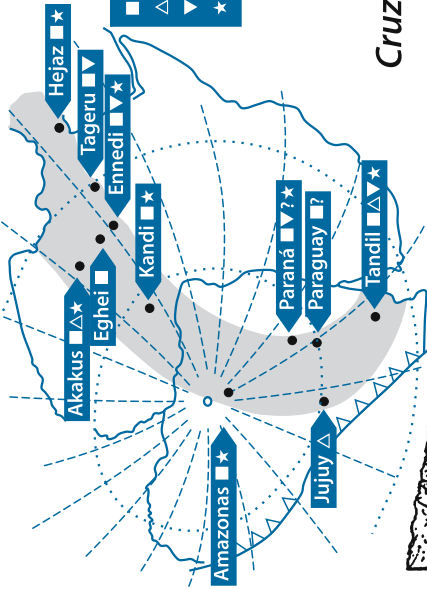 Hejaz □★
Tageru □▼
Ennedi □▼★
Kandi □★
Akakus □△★
Eghei □
Paraná □▼?★
Paraguay □?
Tandil □△▼★
Jujuy △
Amazonas □★
□
△
▼
★
Cruz